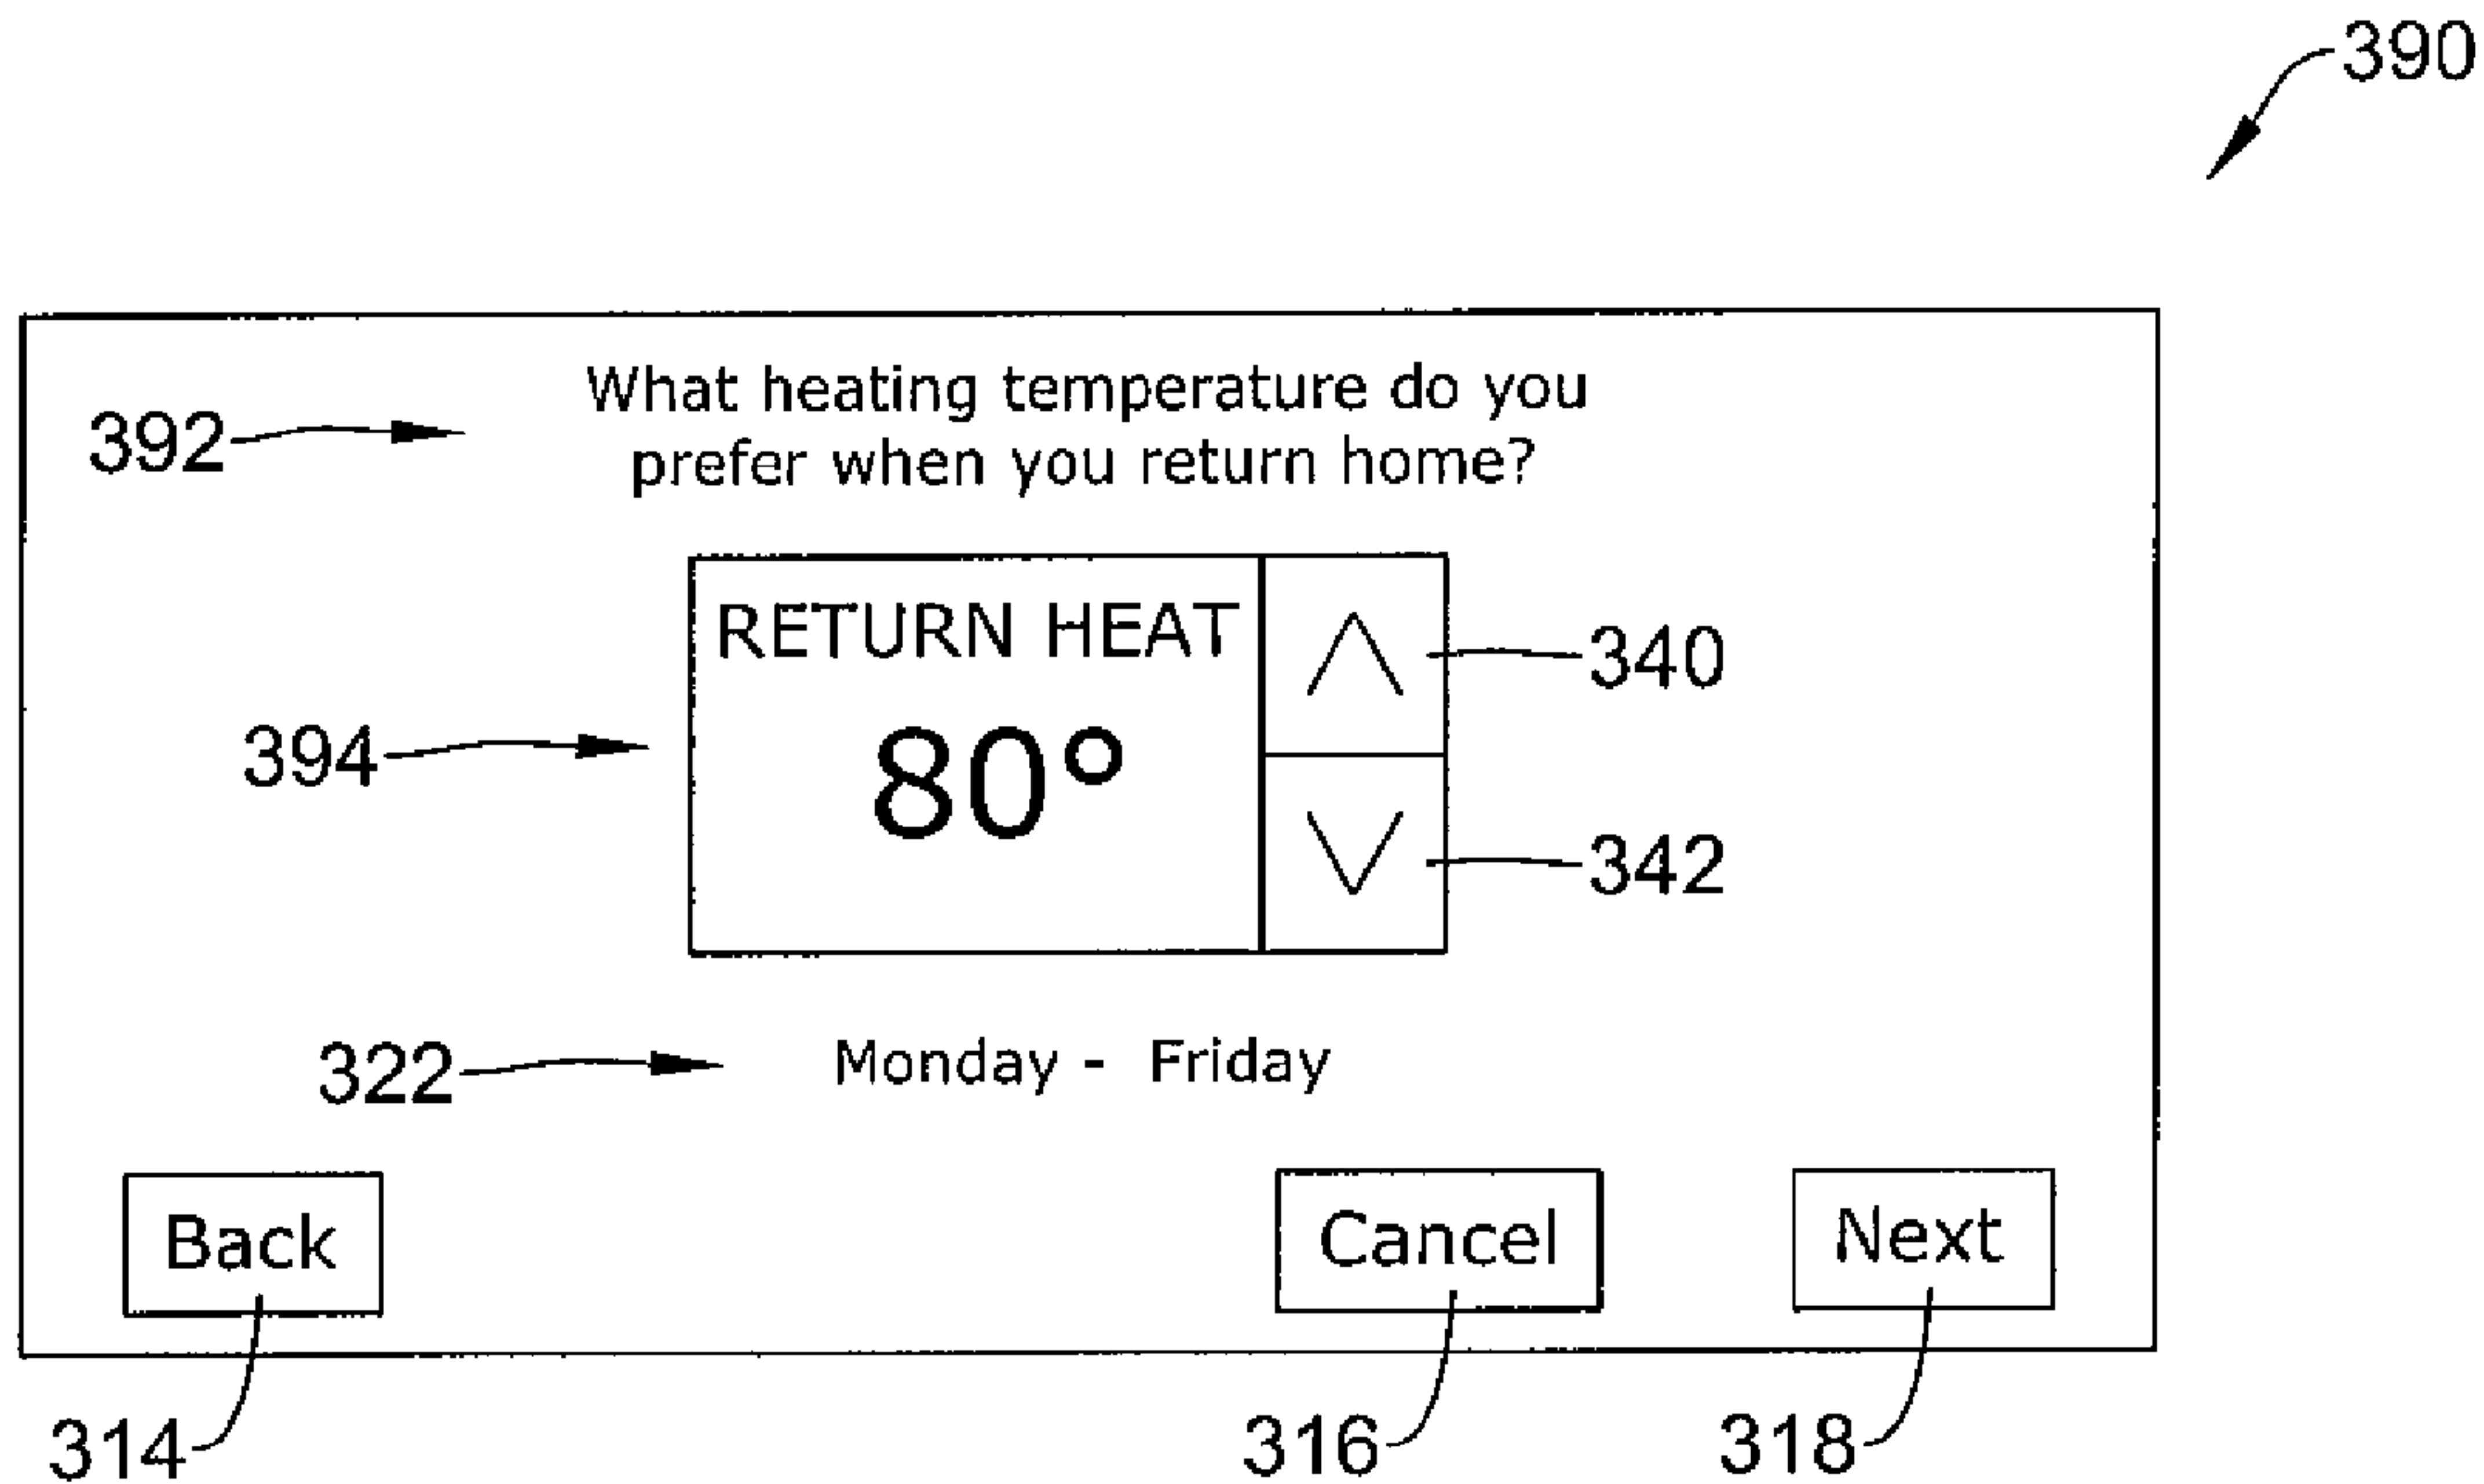 390
What heating temperature do you
392
prefer when you return home?
RETURN HEAT
340
394
80°
342
322
Monday - Friday
Back
Cancel
Next
314
316
318